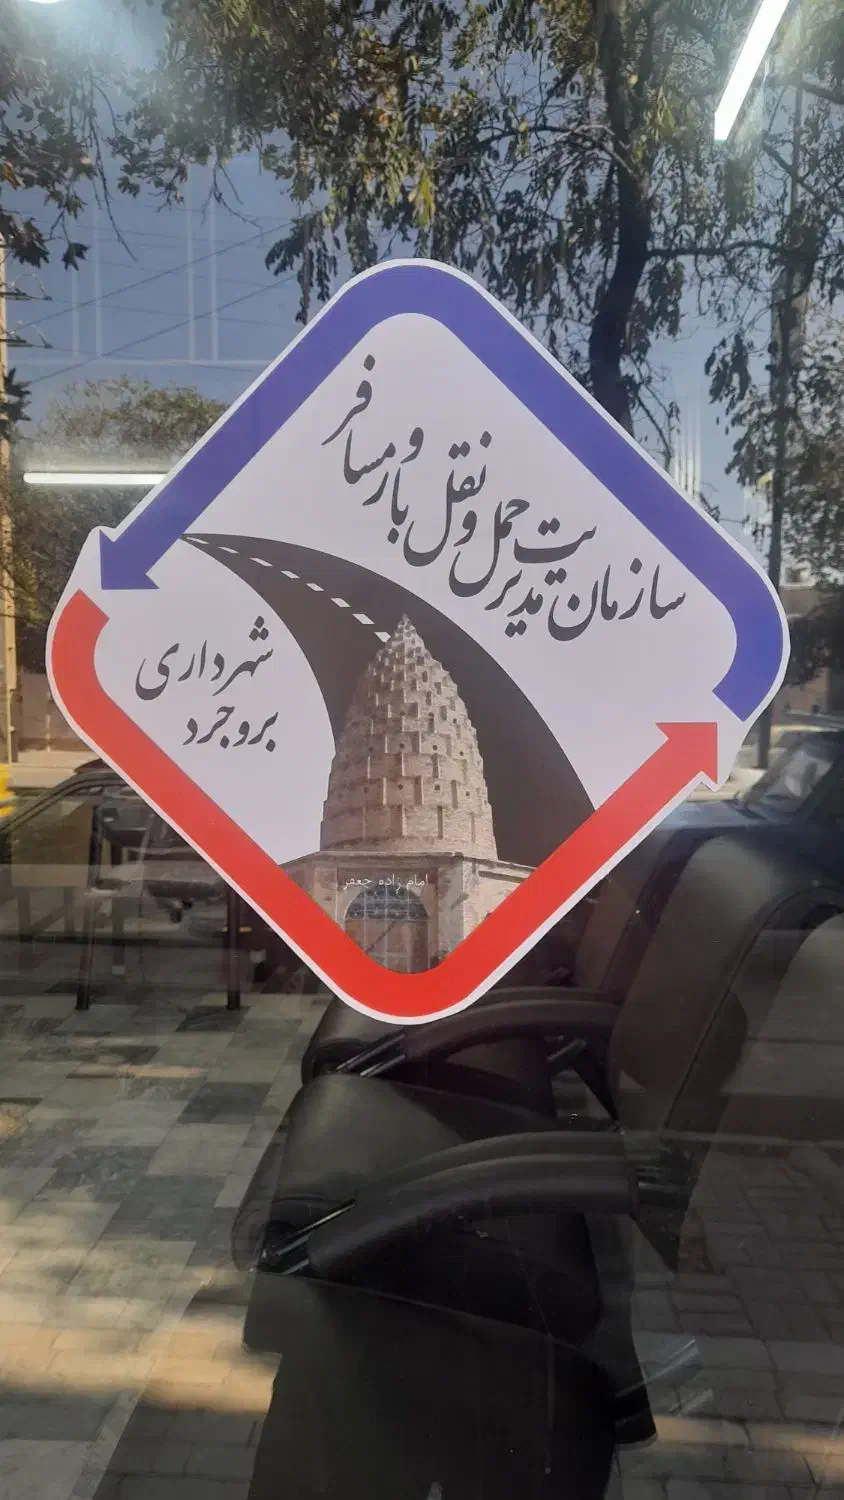 سازمان مدیریت حمل و نقل بار و مسافر
شهرداری
بروجرد
امام زاده جعفر